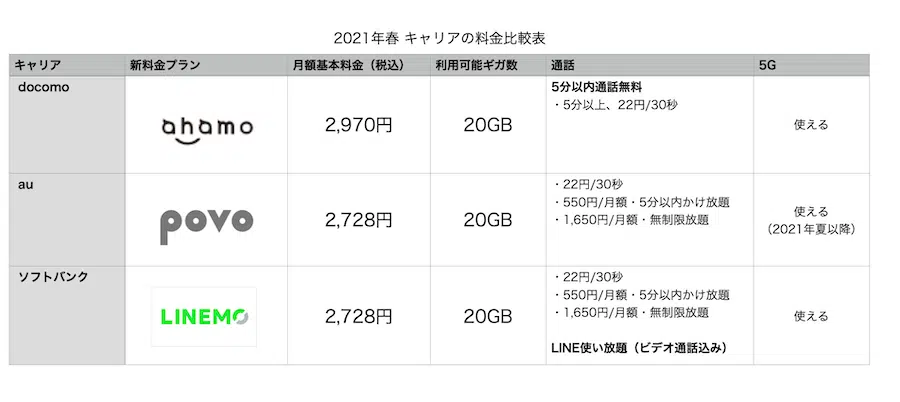 2021年春 キャリアの料金比較表
キャリア 新料金プラン 月額基本料金（税込） 利用可能ギガ数 通話 5G
docomo
ahamo
2,970円
20GB
5分以内通話無料
・5分以上、22円/30秒
使える
au
povo
2,728円
20GB
・22円/30秒
・550円/月額・5分以内かけ放題
・1,650円/月額・無制限放題
使える
（2021年夏以降）
ソフトバンク
LINEMO
2,728円
20GB
・22円/30秒
・550円/月額・5分以内かけ放題
・1,650円/月額・無制限放題
LINE使い放題（ビデオ通話込み）
使える